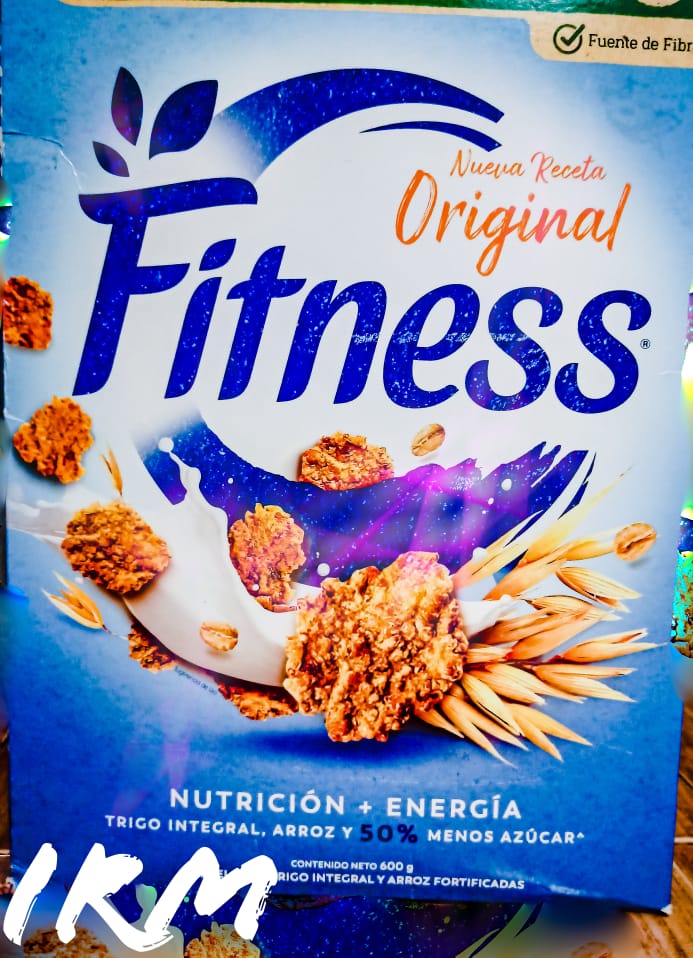 Fuente de Fibr
Nueva Receta
Original
Fitness®
NUTRICIÓN + ENERGÍA
TRIGO INTEGRAL, ARROZ Y 50% MENOS AZÚCAR^
CONTENIDO NETO 600 g
RIGO INTEGRAL Y ARROZ FORTIFICADAS
IRM